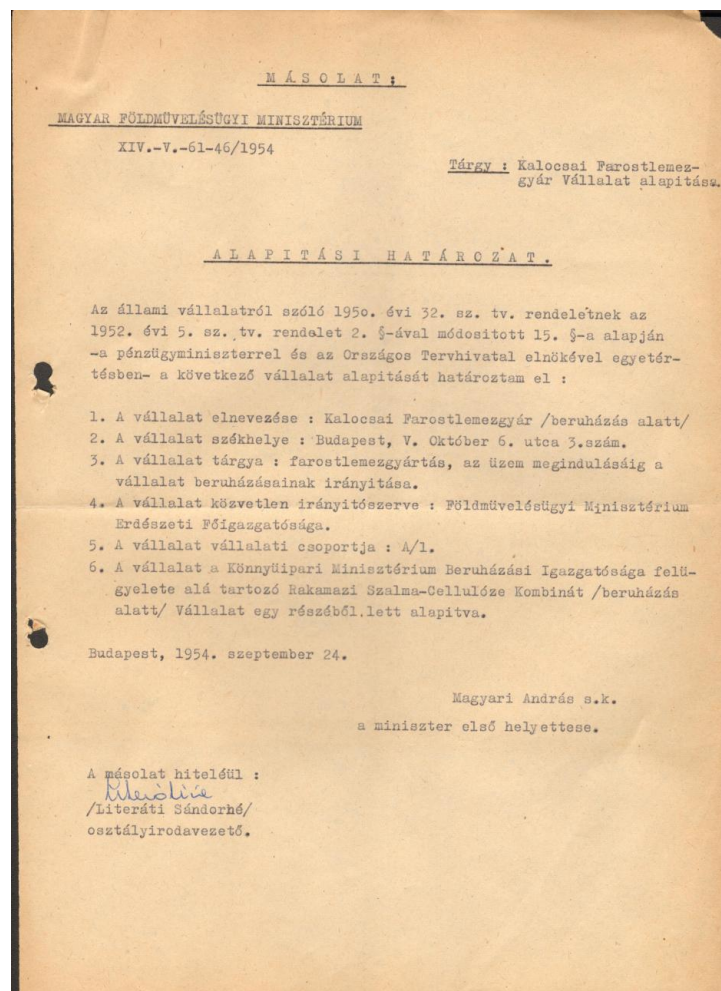 MÁSOLAT:
MAGYAR FÖLDMÜVELÉSÜGYI MINISZTÉRIUM
XIV.-V.-61-46/1954
Tárgy : Kalocsai Farostlemez-
gyár Vállalat alapitása.
ALAPITÁSI HATÁROZAT.
Az állami vállalatról szóló 195o. évi 32. sz. tv. rendeletnek az
1952. évi 5. sz. tv. rendelet 2. §-ával módositott 15. §-a alapján
-a pénzügyminiszterrel és az Országos Tervhivatal elnökével egyetér-
tésben- a következő vállalat alapitását határoztam el :
1. A vállalat elnevezése : Kalocsai Farostlemezgyár /beruházás alatt/
2. A vállalat székhelye : Budapest, V. Október 6. utca 3.szám.
3. A vállalat tárgya : farostlemezgyártás, az üzem megindulásáig a
vállalat beruházásainak irányitása.
4. A vállalat közvetlen irányitószerve : Földmüvelésügyi Minisztérium
Erdészeti Főigazgatósága.
5. A vállalat vállalati csoportja : A/1.
6. A vállalat a Könnyüipari Minisztérium Beruházási Igazgatósága felü-
gyelete alá tartozó Rakamazi Szalma-Cellulóze Kombinát /beruházás
alatt/ Vállalat egy részéből lett alapitva.
Budapest, 1954. szeptember 24.
Magyari András s.k.
a miniszter első helyettese.
A másolat hiteléül :
/Literáti Sándorné/
osztályirodavezető.